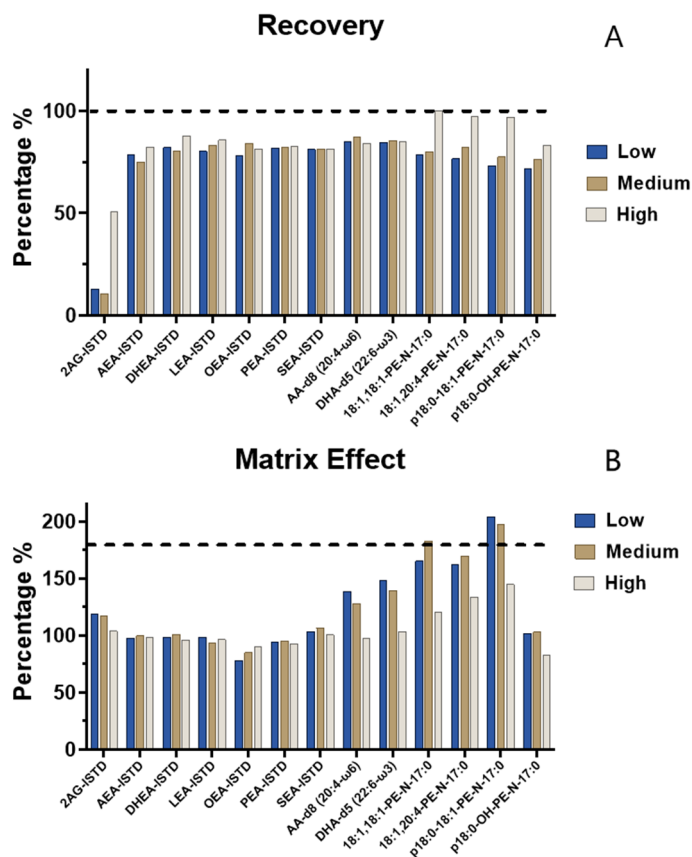 Recovery
A
Percentage %
100
50
0
Low
Medium
High
2AG-ISTD
AEA-ISTD
DHEA-ISTD
LEA-ISTD
OEA-ISTD
PEA-ISTD
SEA-ISTD
AA-d8 (20:4-ω6)
DHA-d5 (22:6-ω3)
18:1,18:1-PE-N-17:0
18:1,20:4-PE-N-17:0
p18:0-18:1-PE-N-17:0
p18:0-OH-PE-N-17:0
Matrix Effect
B
Percentage %
200
150
100
50
0
Low
Medium
High
2AG-ISTD
AEA-ISTD
DHEA-ISTD
LEA-ISTD
OEA-ISTD
PEA-ISTD
SEA-ISTD
AA-d8 (20:4-ω6)
DHA-d5 (22:6-ω3)
18:1,18:1-PE-N-17:0
18:1,20:4-PE-N-17:0
p18:0-18:1-PE-N-17:0
p18:0-OH-PE-N-17:0